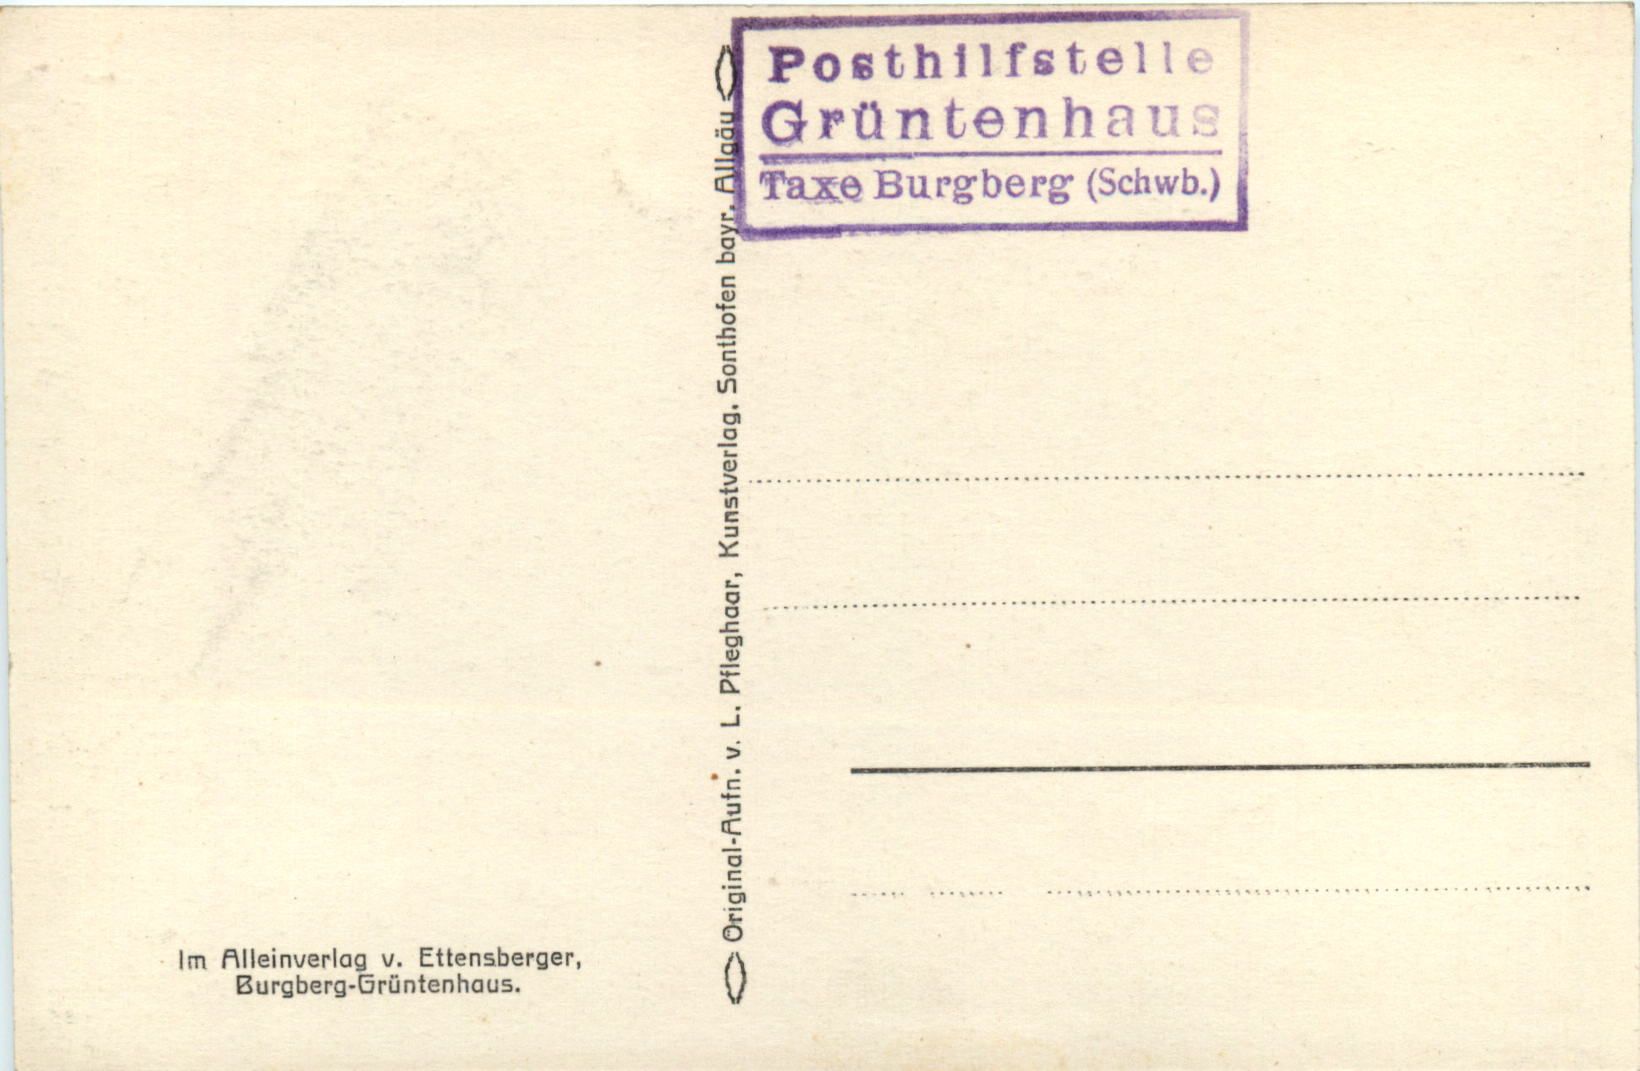 Posthilfstelle
Grüntenhaus
Taxe Burgberg (Schwb.)
Original-Aufn. v. L. Pfleghaar, Kunstverlag, Sonthofen bayr. Allgäu
Im Alleinverlag v. Ettensberger,
Burgberg-Grüntenhaus.